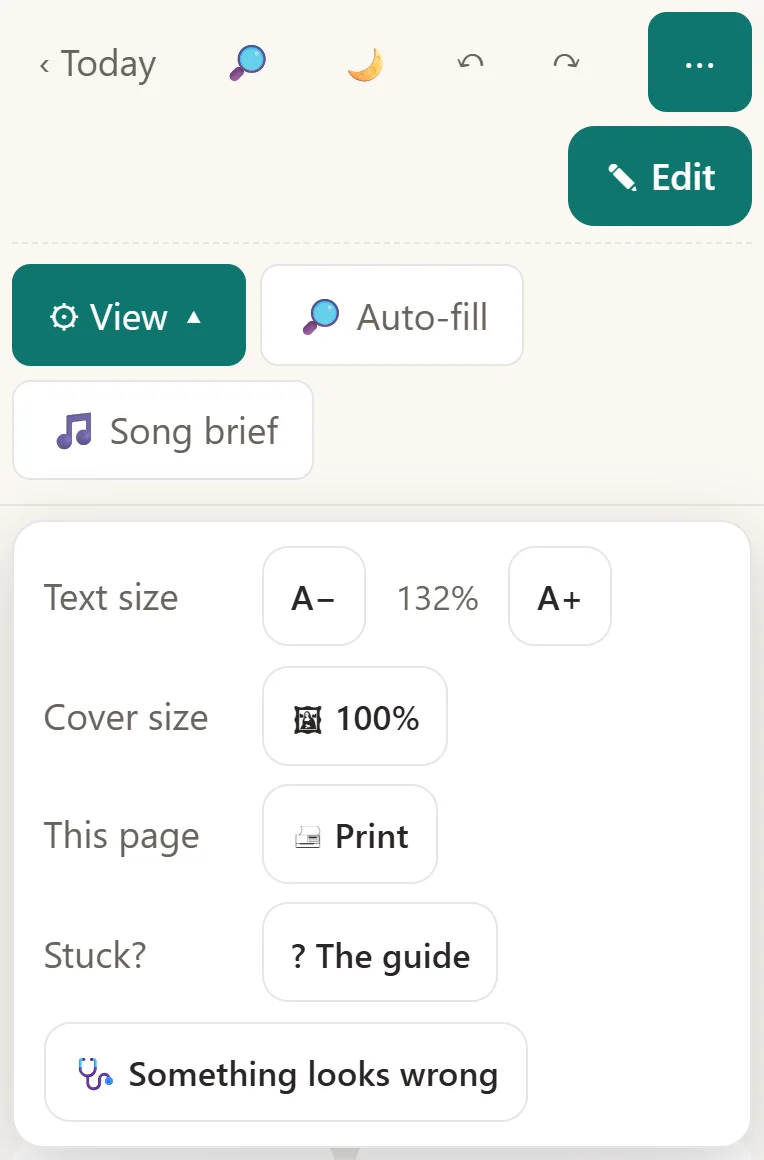 ‹ Today ...
Edit
View ▲ Auto-fill
Song brief
Text size A− 132% A+
Cover size 100%
This page Print
Stuck? ? The guide
Something looks wrong